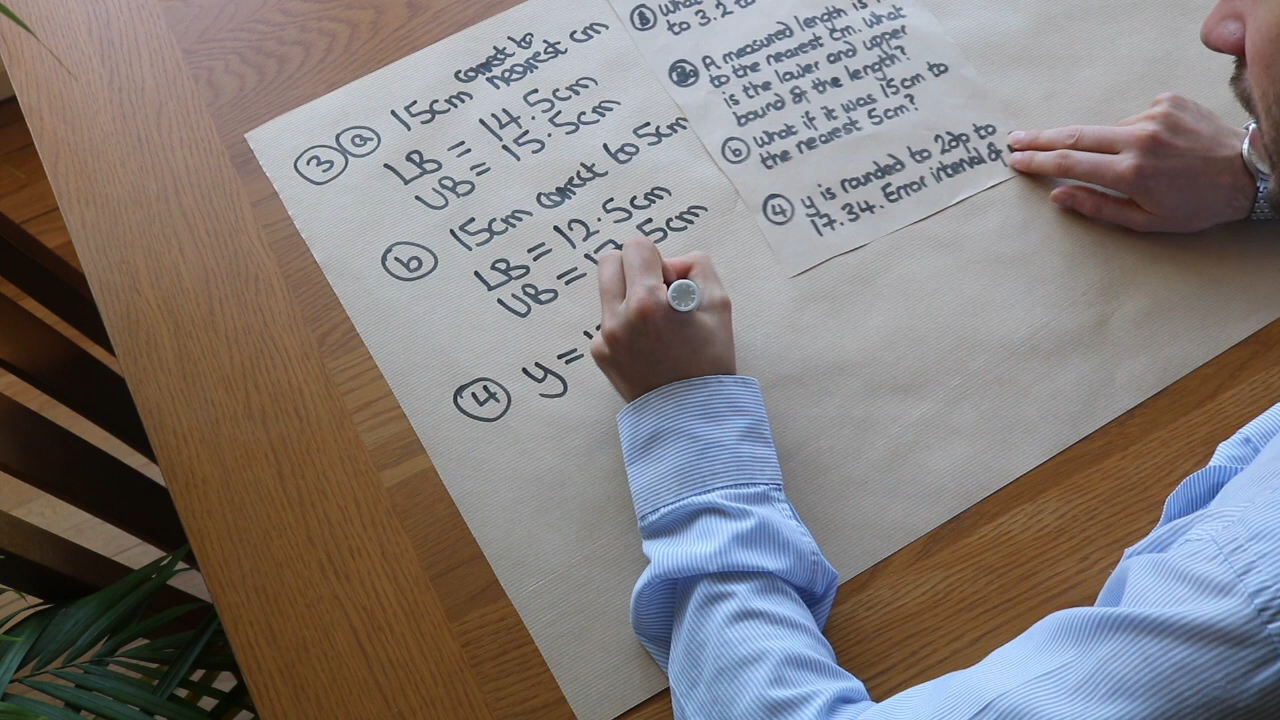 3 a 15cm correct to nearest cm
LB = 14.5cm
UB = 15.5cm
b 15cm correct to 5cm
LB = 12.5cm
UB = 17.5cm
4 y =
to 3.2 to
A measured length is
to the nearest cm. What
is the lower and upper
bound of the length?
b What if it was 15cm to
the nearest 5cm?
4 y is rounded to 2dp to
17.34. Error interval of